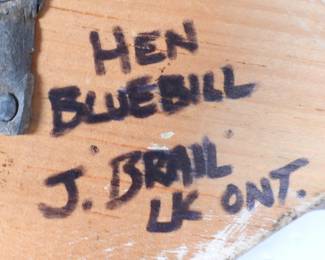 HEN
BLUEBILL
J. BRAIL
LK ONT.